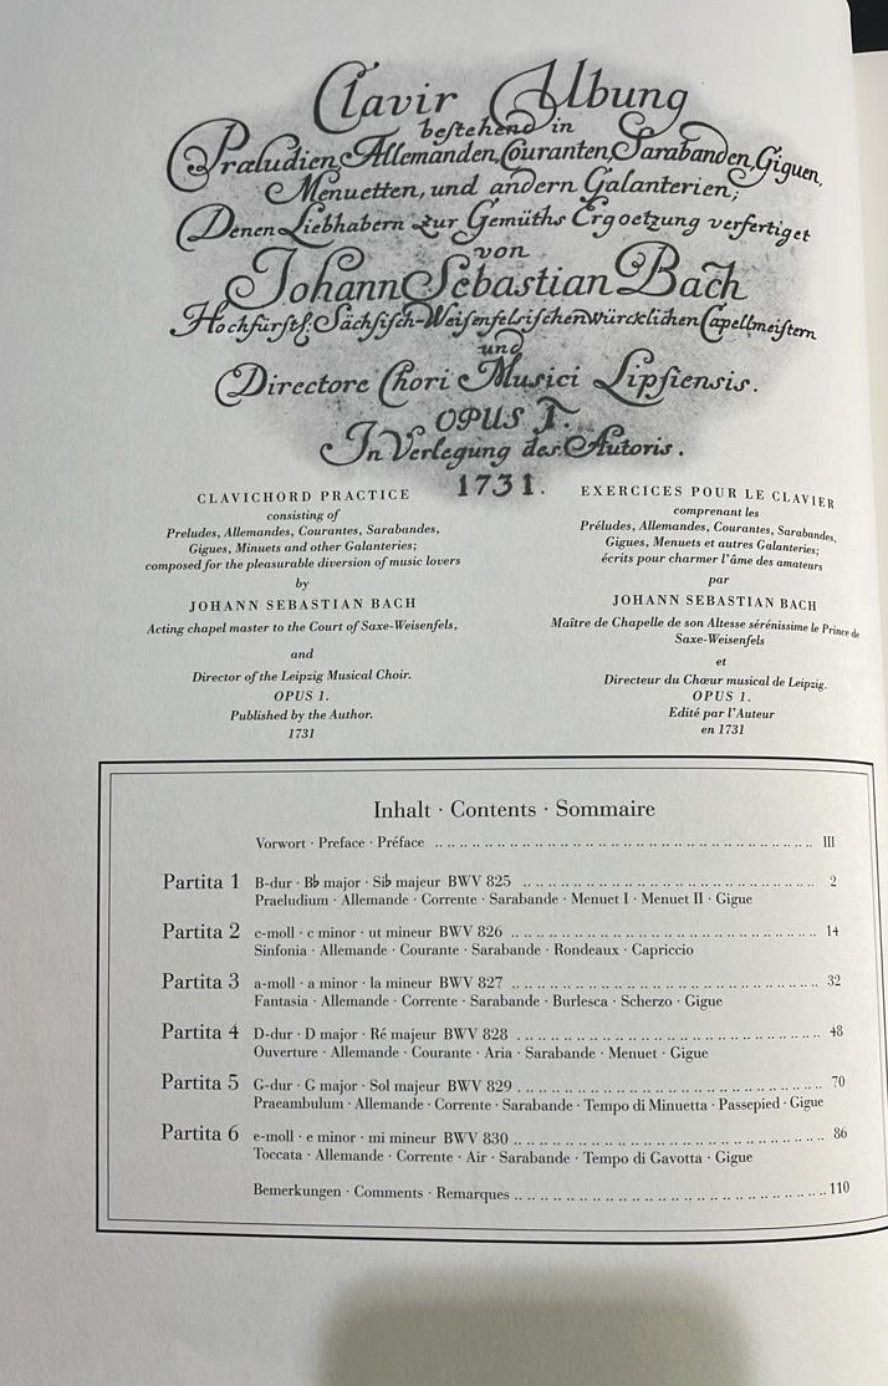 Clavir Ubung
bestehend in
Præludien, Allemanden, Couranten, Sarabanden, Giguen,
Menuetten, und andern Galanterien;
Denen Liebhabern zur Gemüths Ergoetzung verfertiget
von
Johann Sebastian Bach
Hochfürstl. Sächsisch-Weisenfelsischen würcklichen Capellmeistern
und
Directore Chori Musici Lipsiensis.
OPUS I.
In Verlegung des Autoris.
1731.
CLAVICHORD PRACTICE
consisting of
Preludes, Allemandes, Courantes, Sarabandes,
Gigues, Minuets and other Galanteries;
composed for the pleasurable diversion of music lovers
by
JOHANN SEBASTIAN BACH
Acting chapel master to the Court of Saxe-Weisenfels,
and
Director of the Leipzig Musical Choir.
OPUS 1.
Published by the Author.
1731
EXERCICES POUR LE CLAVIER
comprenant les
Préludes, Allemandes, Courantes, Sarabandes,
Gigues, Menuets et autres Galanteries;
écrits pour charmer l'âme des amateurs
par
JOHANN SEBASTIAN BACH
Maître de Chapelle de son Altesse sérénissime le Prince de
Saxe-Weisenfels
et
Directeur du Chœur musical de Leipzig.
OPUS 1.
Edité par l'Auteur
en 1731
Inhalt · Contents · Sommaire
Vorwort · Preface · Préface III
Partita 1 B-dur · B♭ major · Si♭ majeur BWV 825 2
Praeludium · Allemande · Corrente · Sarabande · Menuet I · Menuet II · Gigue
Partita 2 c-moll · c minor · ut mineur BWV 826 14
Sinfonia · Allemande · Courante · Sarabande · Rondeaux · Capriccio
Partita 3 a-moll · a minor · la mineur BWV 827 32
Fantasia · Allemande · Corrente · Sarabande · Burlesca · Scherzo · Gigue
Partita 4 D-dur · D major · Ré majeur BWV 828 48
Ouverture · Allemande · Courante · Aria · Sarabande · Menuet · Gigue
Partita 5 G-dur · G major · Sol majeur BWV 829 70
Praeambulum · Allemande · Corrente · Sarabande · Tempo di Minuetta · Passepied · Gigue
Partita 6 e-moll · e minor · mi mineur BWV 830 86
Toccata · Allemande · Corrente · Air · Sarabande · Tempo di Gavotta · Gigue
Bemerkungen · Comments · Remarques 110